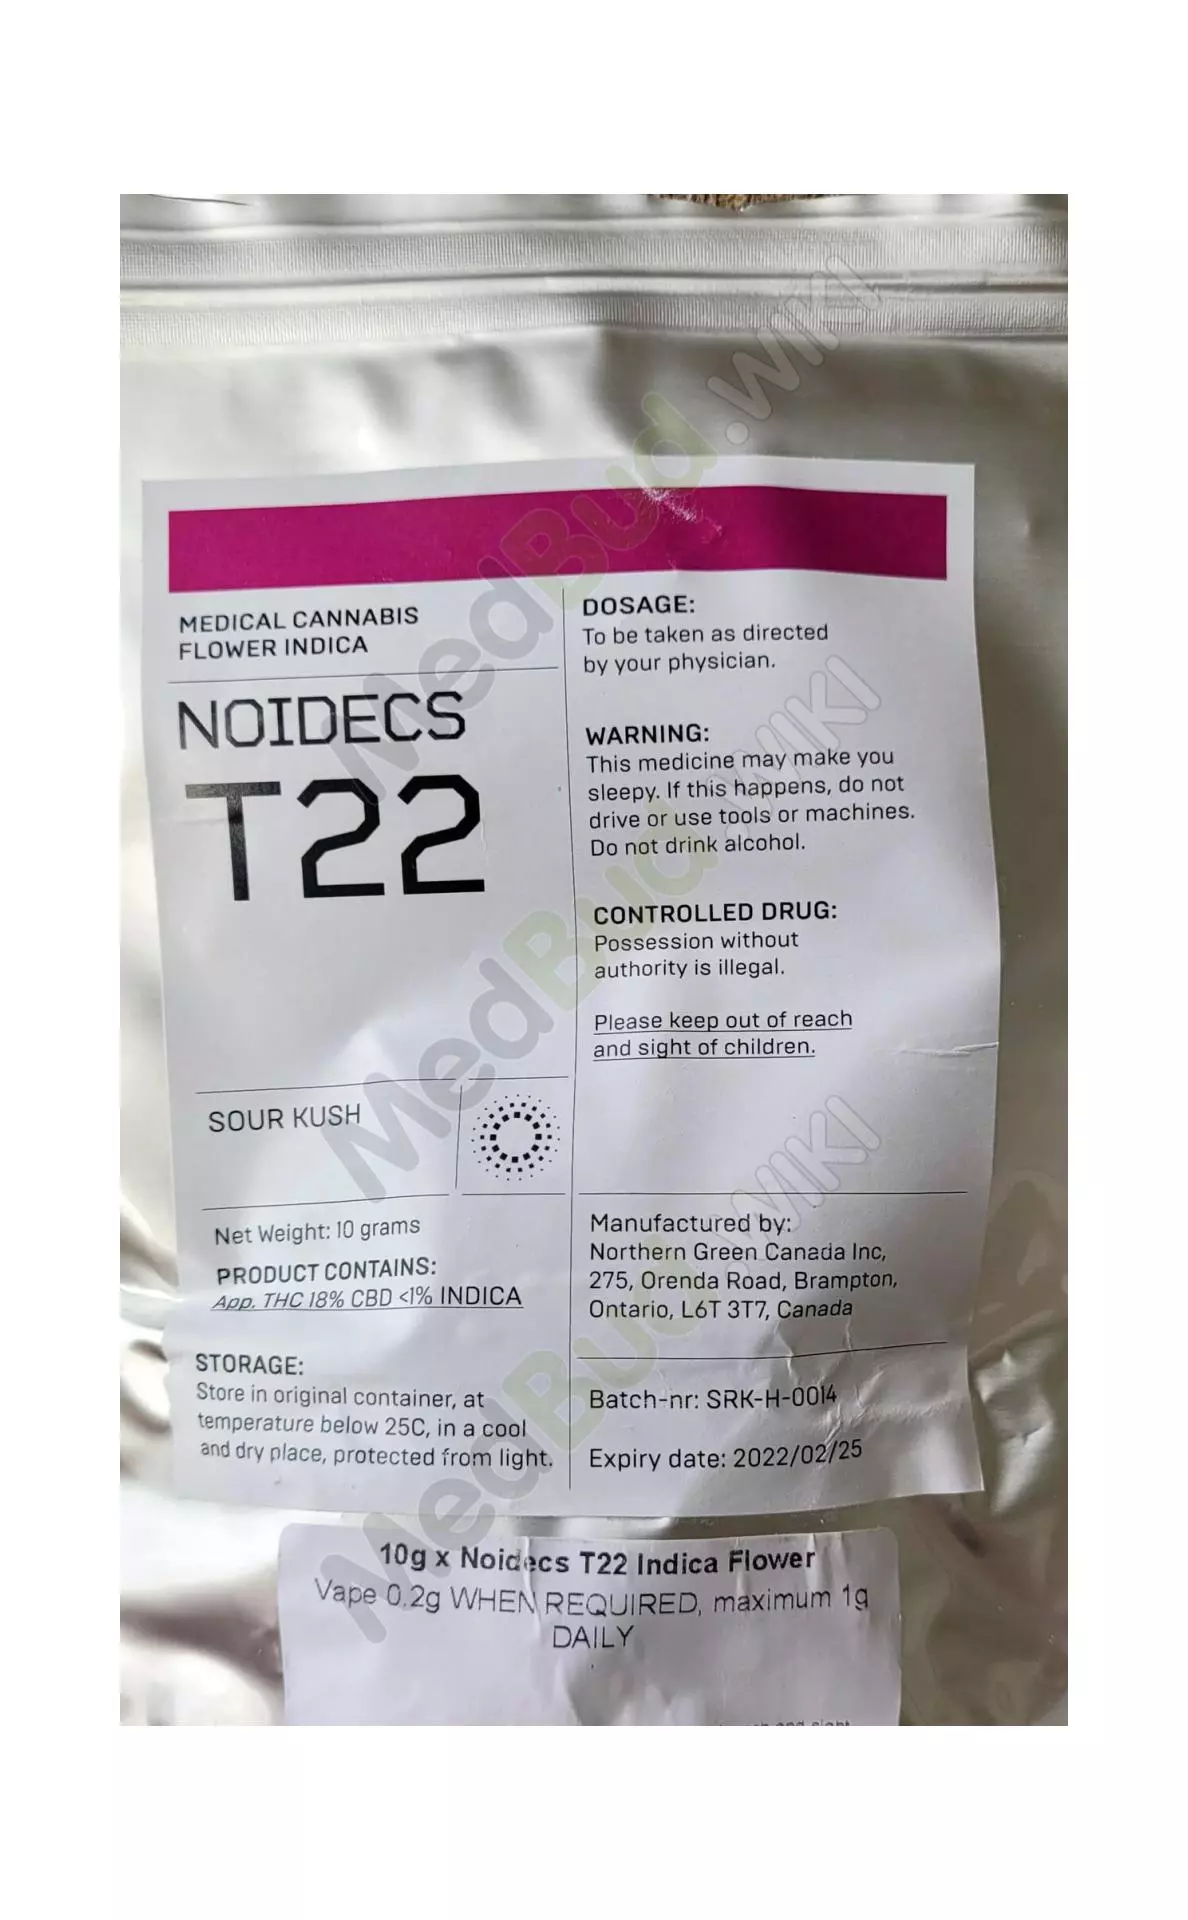 MEDICAL CANNABIS
FLOWER INDICA
NOIDECS
T22
SOUR KUSH
Net Weight: 10 grams
PRODUCT CONTAINS:
App. THC 18% CBD <1% INDICA
STORAGE:
Store in original container, at
temperature below 25C, in a cool
and dry place, protected from light.
DOSAGE:
To be taken as directed
by your physician.
WARNING:
This medicine may make you
sleepy. If this happens, do not
drive or use tools or machines.
Do not drink alcohol.
CONTROLLED DRUG:
Possession without
authority is illegal.
Please keep out of reach
and sight of children.
Manufactured by:
Northern Green Canada Inc,
275, Orenda Road, Brampton,
Ontario, L6T 3T7, Canada
Batch-nr: SRK-H-0014
Expiry date: 2022/02/25
10g x Noidecs T22 Indica Flower
Vape 0.2g WHEN REQUIRED, maximum 1g
DAILY
and sight
MedBud.WIKI
MedBud.WIKI
MedBud.WIKI